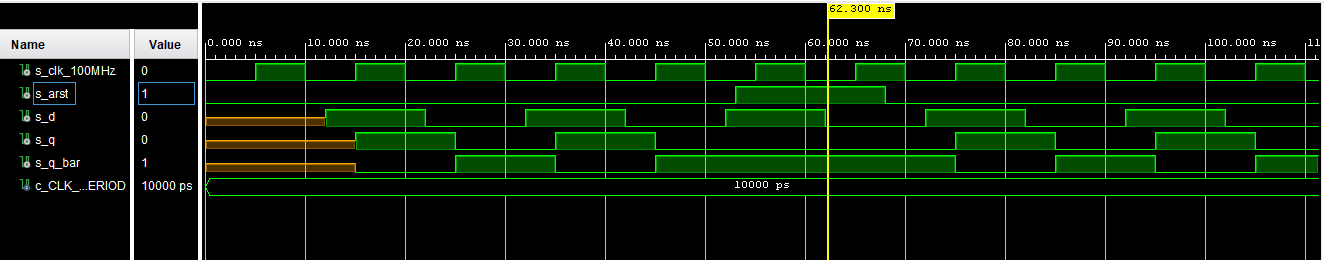 62.300 ns
Name Value 0.000 ns 10.000 ns 20.000 ns 30.000 ns 40.000 ns 50.000 ns 60.000 ns 70.000 ns 80.000 ns 90.000 ns 100.000 ns 11
s_clk_100MHz 0
s_arst 1
s_d 0
s_q 0
s_q_bar 1
c_CLK_...ERIOD 10000 ps 10000 ps